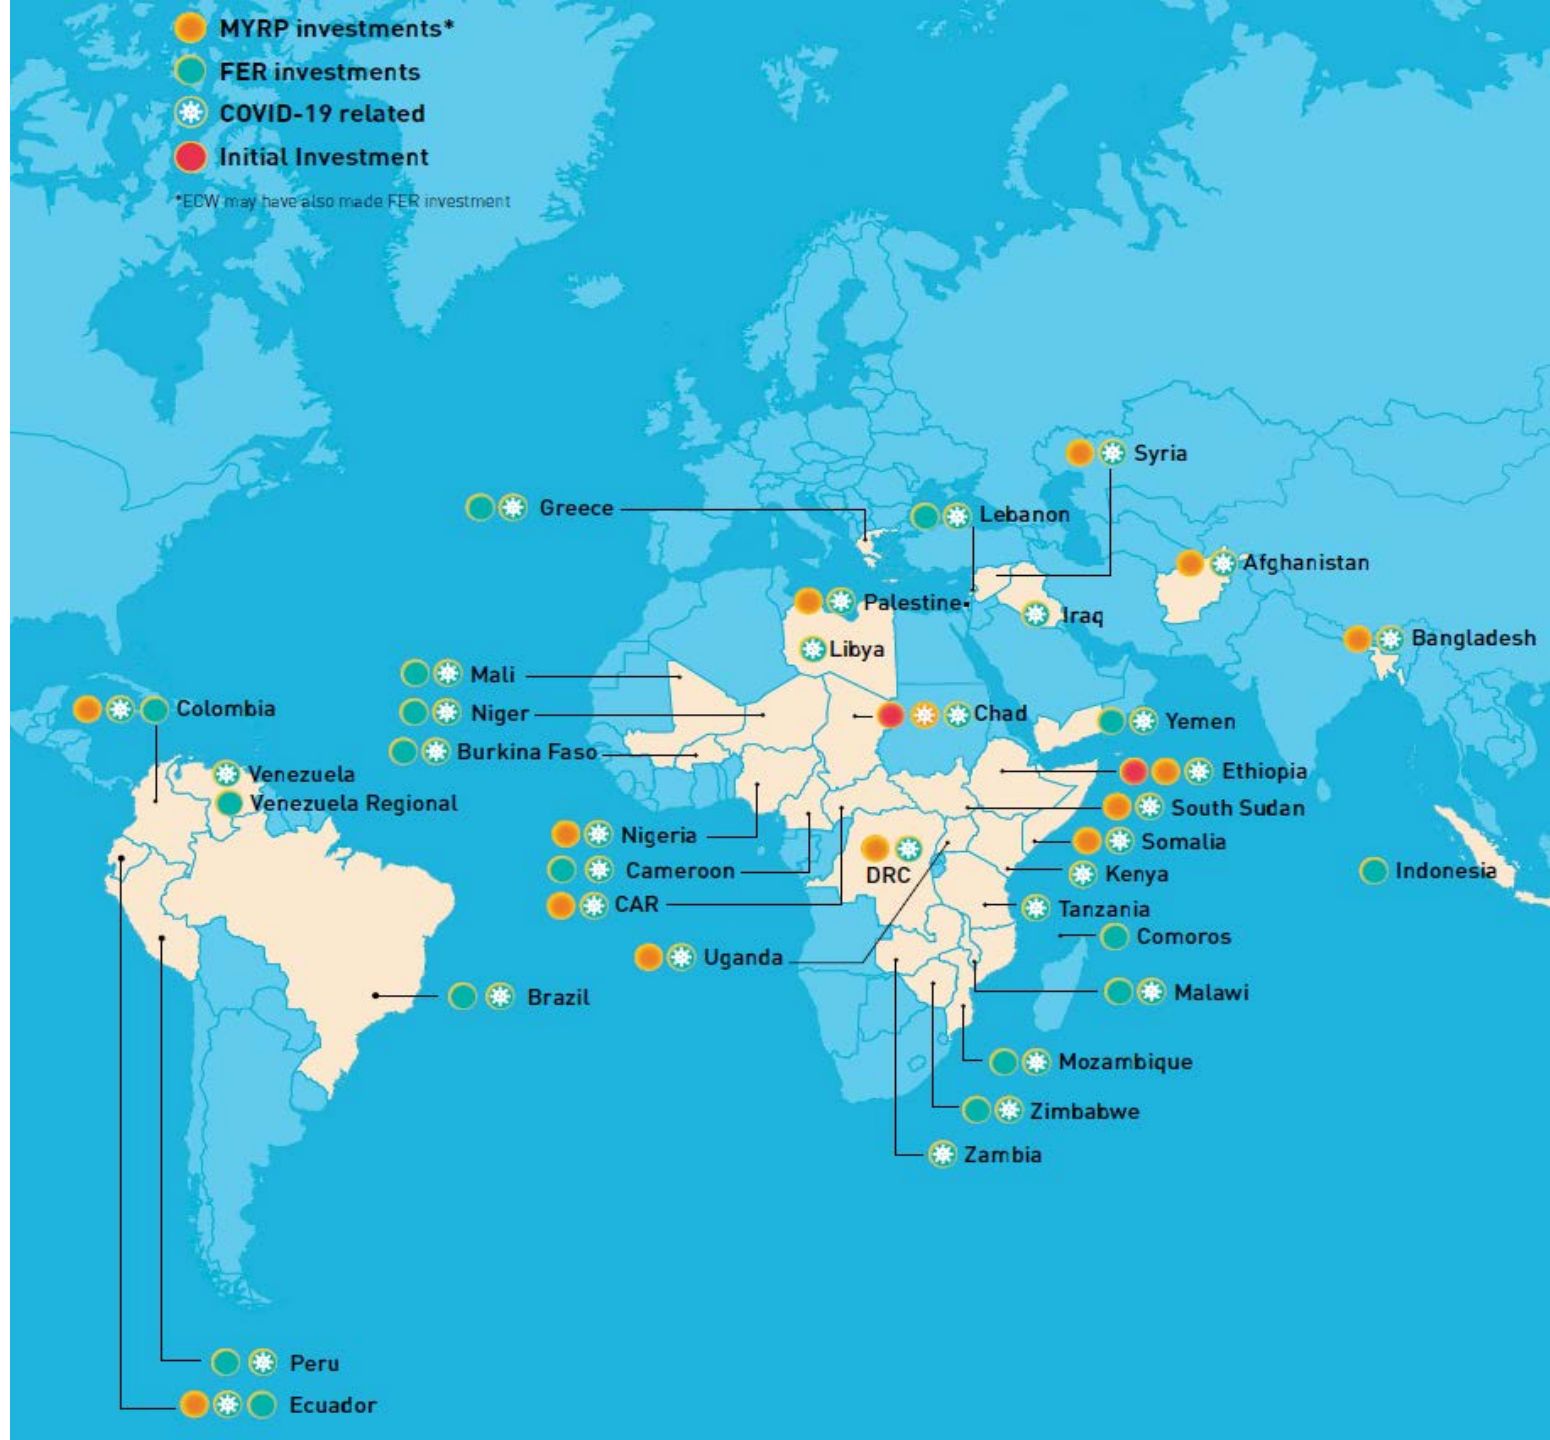 MYRP investments*
FER investments
COVID-19 related
Initial Investment
*ECW may have also made FER investment
Syria
Greece
Lebanon
Afghanistan
Palestine
Iraq
Bangladesh
Libya
Mali
Colombia
Niger
Chad
Yemen
Burkina Faso
Ethiopia
Venezuela
Venezuela Regional
South Sudan
Nigeria
Somalia
Cameroon
DRC
Kenya
Indonesia
CAR
Tanzania
Comoros
Uganda
Malawi
Brazil
Mozambique
Zimbabwe
Zambia
Peru
Ecuador